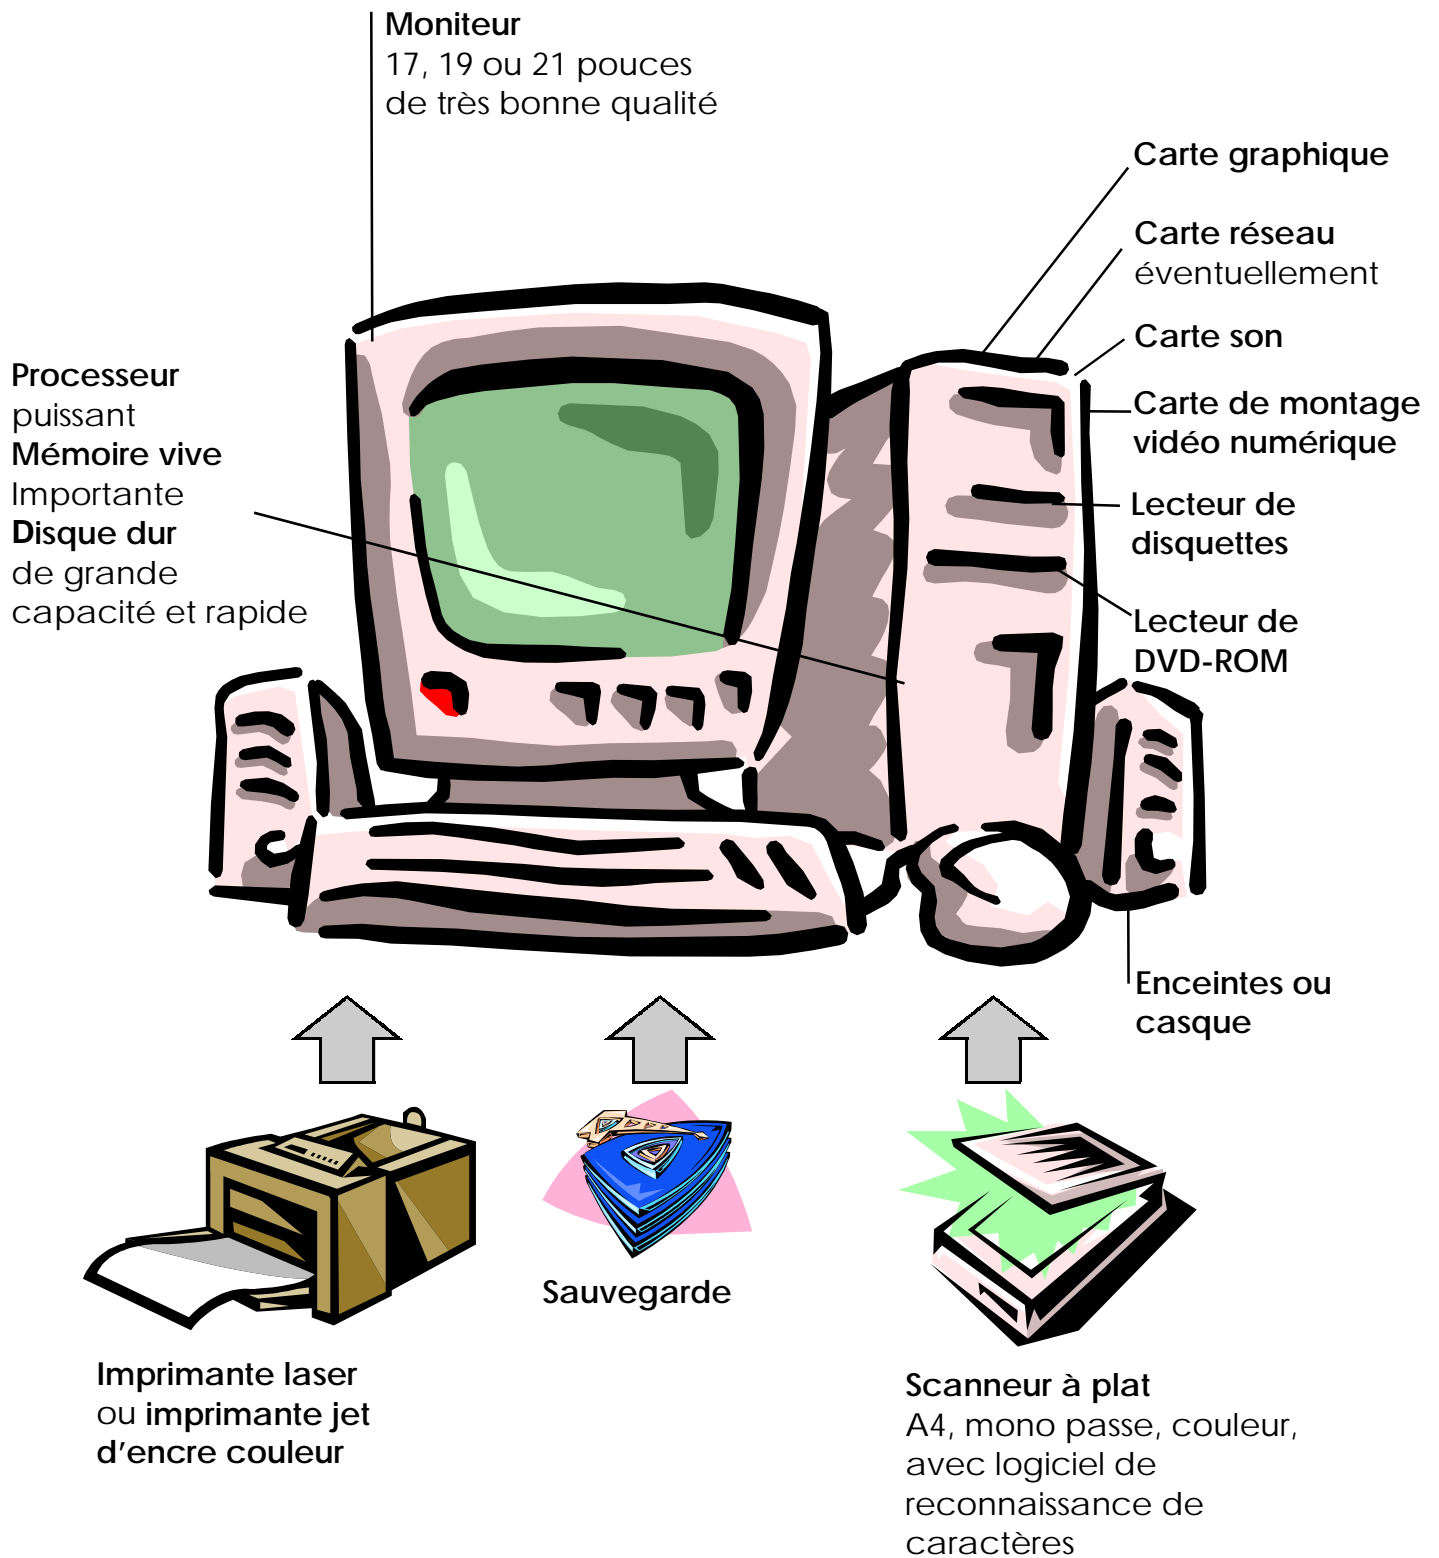 Moniteur
17, 19 ou 21 pouces
de très bonne qualité
Carte graphique
Carte réseau
éventuellement
Carte son
Carte de montage
vidéo numérique
Lecteur de
disquettes
Lecteur de
DVD-ROM
Processeur
puissant
Mémoire vive
Importante
Disque dur
de grande
capacité et rapide
Enceintes ou
casque
Imprimante laser
ou imprimante jet
d'encre couleur
Sauvegarde
Scanneur à plat
A4, mono passe, couleur,
avec logiciel de
reconnaissance de
caractères